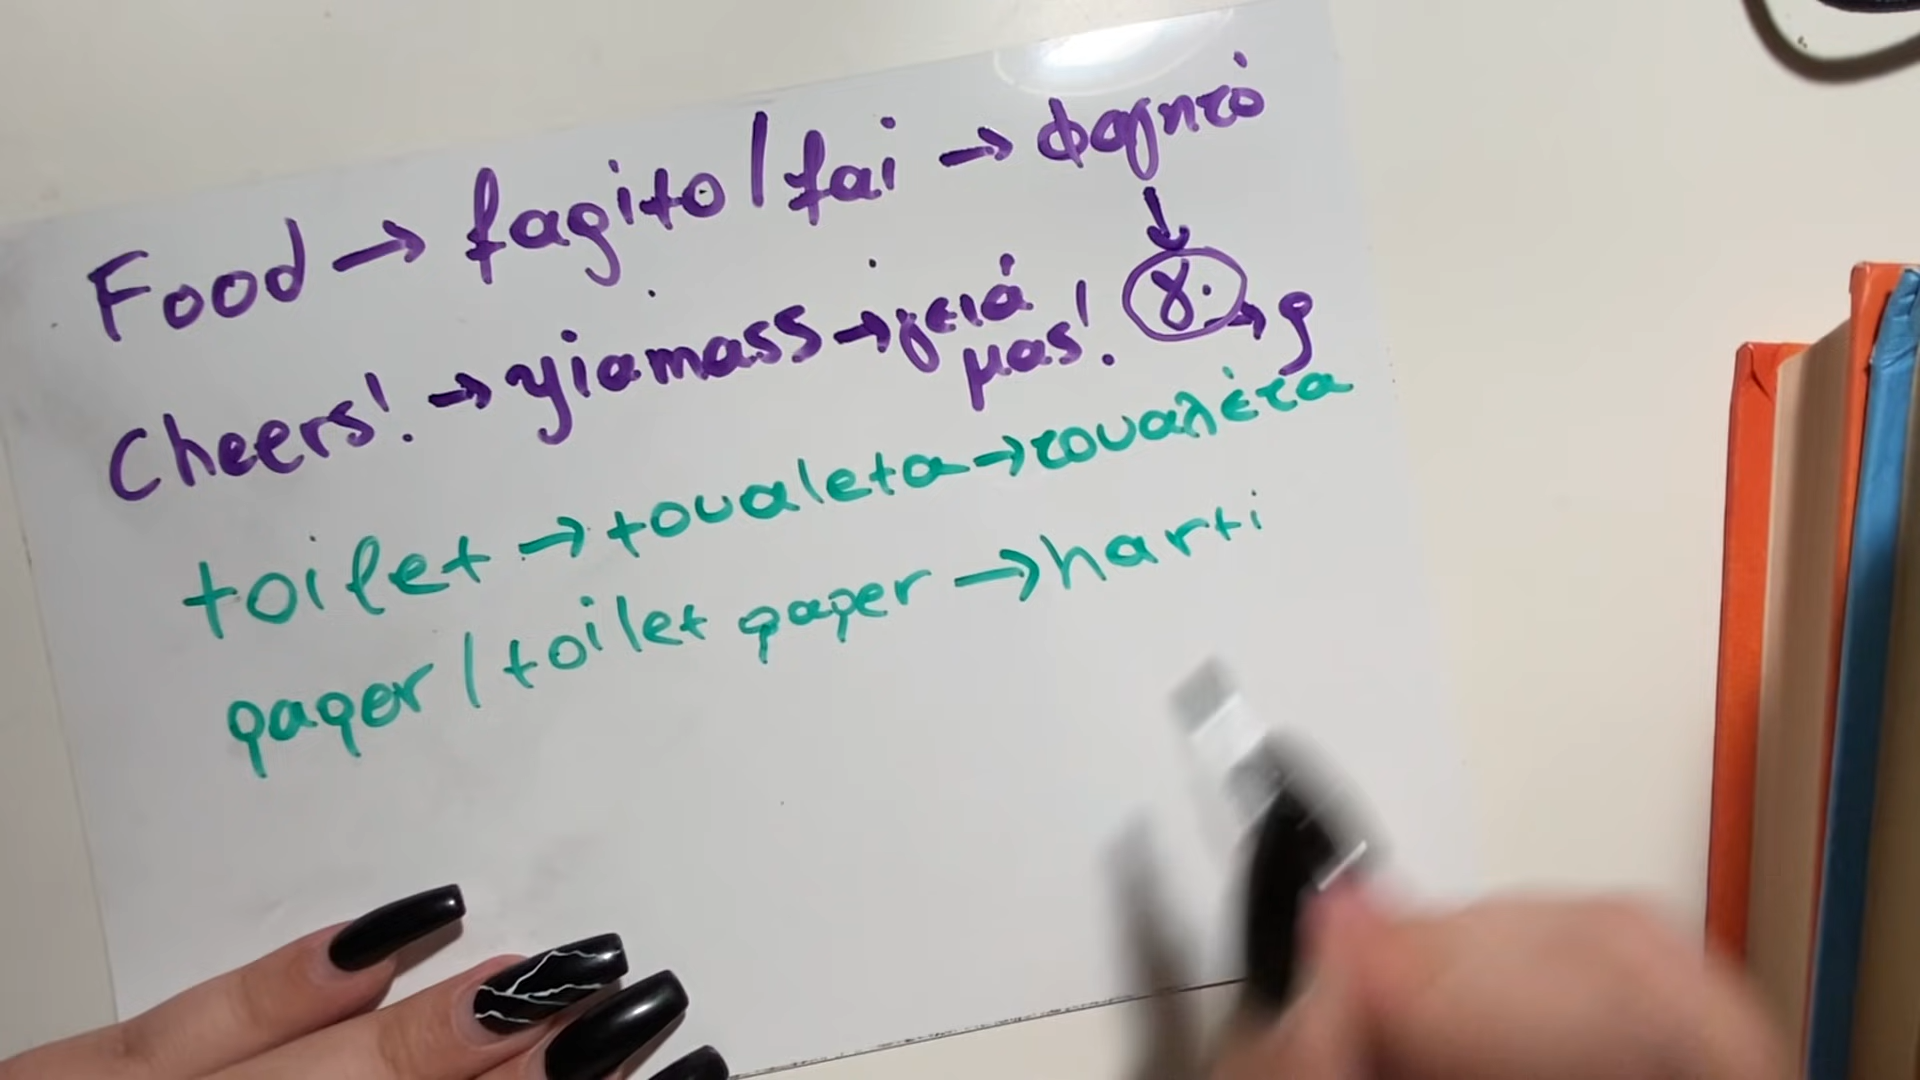 Food → fagito/fai → φαγητό
↓
γ → g
Cheers! → yiamass → γειά μας!
toilet → toualeta → τουαλέτα
paper/toilet paper → harti